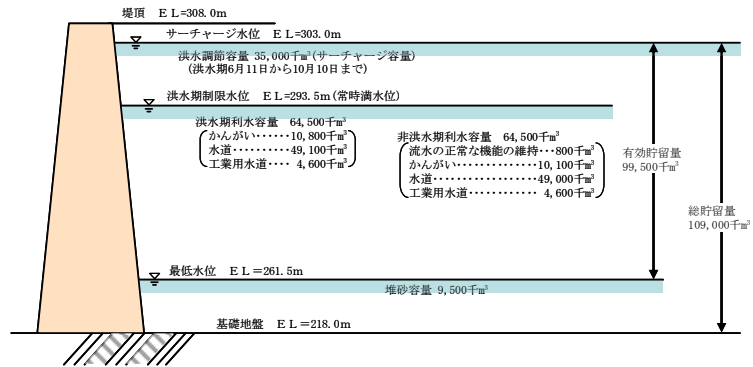 堤頂　ＥＬ=308.0m
サーチャージ水位　ＥＬ=303.0m
洪水調節容量 35,000千㎥(サーチャージ容量)
(洪水期6月11日から10月10日まで)
洪水期制限水位　ＥＬ=293.5m(常時満水位)
洪水期利水容量　64,500千㎥
かんがい‥‥‥10,800千㎥
水道‥‥‥‥‥49,100千㎥
工業用水道‥‥ 4,600千㎥
非洪水期利水容量　64,500千㎥
流水の正常な機能の維持‥･800千㎥
かんがい‥‥‥‥‥‥‥10,100千㎥
水道‥‥‥‥‥‥‥‥‥49,000千㎥
工業用水道‥‥‥‥‥‥ 4,600千㎥
有効貯留量
99,500千㎥
総貯留量
109,000千㎥
最低水位　ＥＬ＝261.5m
堆砂容量 9,500千㎥
基礎地盤　ＥＬ＝218.0m